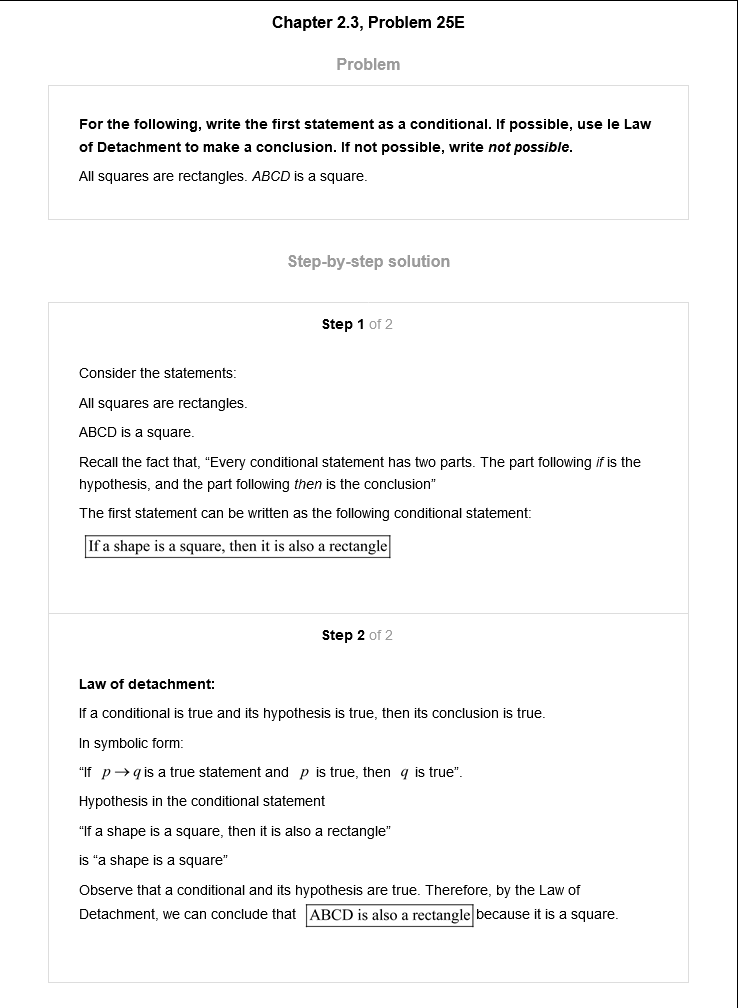 Chapter 2.3, Problem 25E
Problem
For the following, write the first statement as a conditional. If possible, use le Law
of Detachment to make a conclusion. If not possible, write not possible.
All squares are rectangles. ABCD is a square.
Step-by-step solution
Step 1 of 2
Consider the statements:
All squares are rectangles.
ABCD is a square.
Recall the fact that, “Every conditional statement has two parts. The part following if is the
hypothesis, and the part following then is the conclusion”
The first statement can be written as the following conditional statement:
If a shape is a square, then it is also a rectangle
Step 2 of 2
Law of detachment:
If a conditional is true and its hypothesis is true, then its conclusion is true.
In symbolic form:
“If p → q is a true statement and p is true, then q is true”.
Hypothesis in the conditional statement
“If a shape is a square, then it is also a rectangle”
is “a shape is a square”
Observe that a conditional and its hypothesis are true. Therefore, by the Law of
Detachment, we can conclude that ABCD is also a rectangle because it is a square.